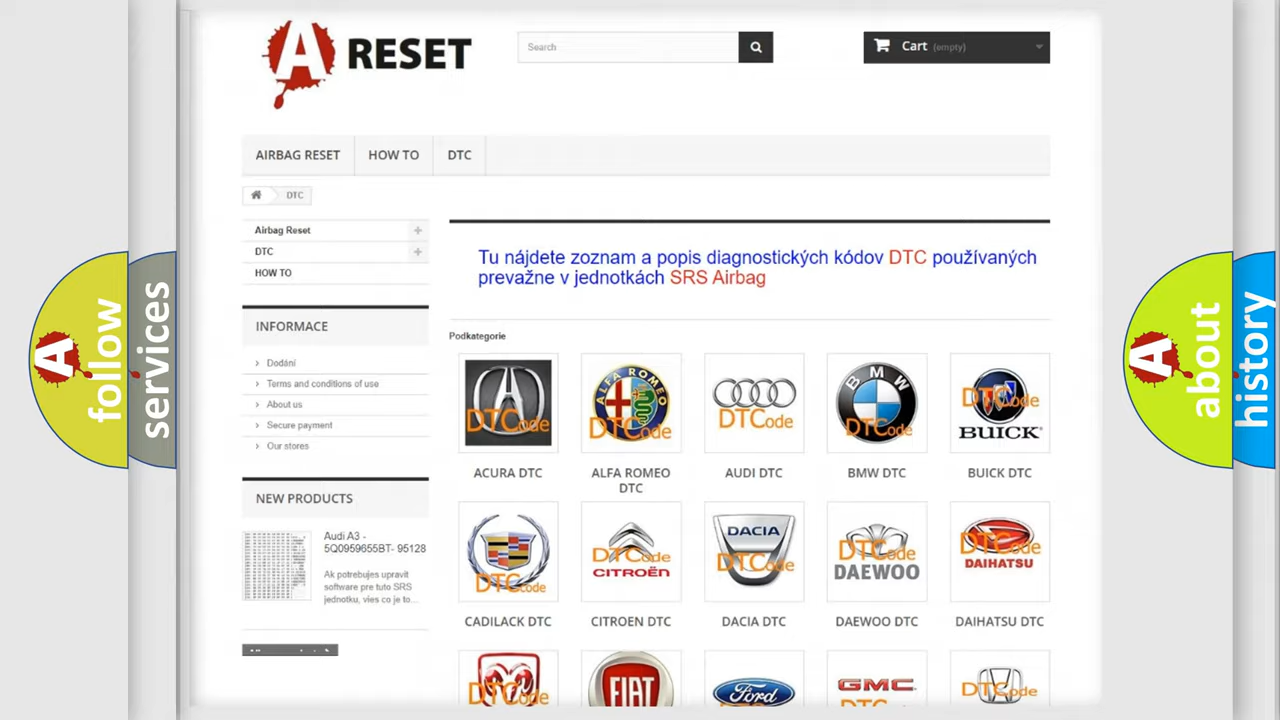 A RESET
Search
Cart (empty)
AIRBAG RESET
HOW TO
DTC
DTC
Airbag Reset
DTC
HOW TO
Tu nájdete zoznam a popis diagnostických kódov DTC používaných
prevažne v jednotkách SRS Airbag
INFORMACE
Dodání
Terms and conditions of use
About us
Secure payment
Our stores
NEW PRODUCTS
Audi A3 -
5Q0959655BT- 95128
Ak potrebujes upravit
software pre tuto SRS
jednotku, vies co je to...
Podkategorie
DTCode
ALFA ROMEO
DTCode
DTCode
BMW
DTCode
DTCode
BUICK
ACURA DTC
ALFA ROMEO
DTC
AUDI DTC
BMW DTC
BUICK DTC
DTCode
DTCode
CITROËN
DACIA
DTCode
DTCode
DAEWOO
DTCode
DAIHATSU
CADILACK DTC
CITROEN DTC
DACIA DTC
DAEWOO DTC
DAIHATSU DTC
DTCode
FIAT
Ford
GMC
DTCode
A follow
services
A about
history